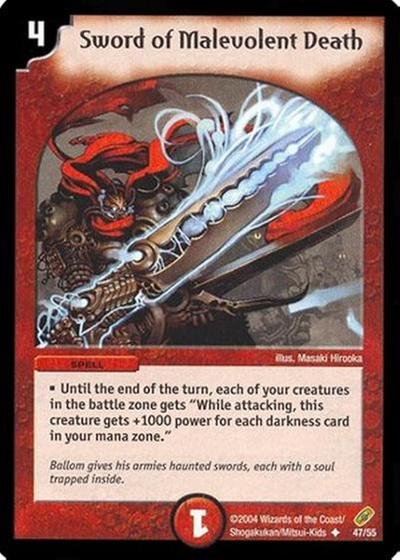 4
Sword of Malevolent Death
illus. Masaki Hirooka
SPELL
▪ Until the end of the turn, each of your creatures
in the battle zone gets “While attacking, this
creature gets +1000 power for each darkness card
in your mana zone.”
Ballom gives his armies haunted swords, each with a soul
trapped inside.
1
©2004 Wizards of the Coast/
Shogakukan/Mitsui-Kids ♦ 47/55